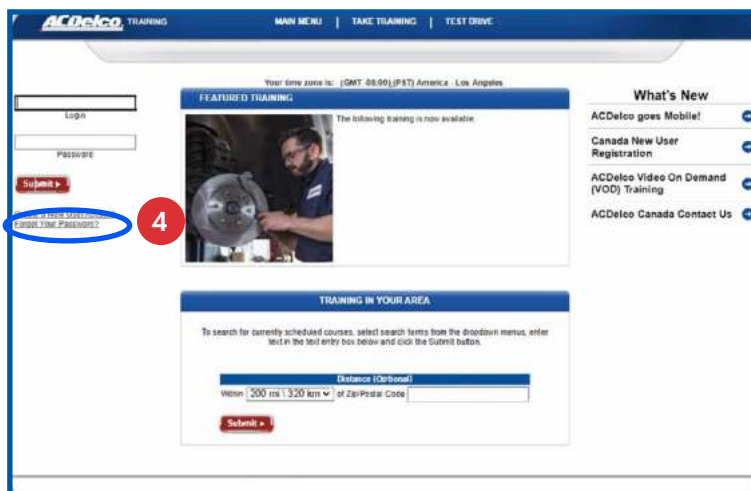 ACDelco TRAINING
MAIN MENU | TAKE TRAINING | TEST DRIVE
Your time zone is: (GMT -08:00) (PST) America - Los Angeles
Login
Password
Submit
Forgot Your Password?
4
FEATURED TRAINING
The following training is now available
TRAINING IN YOUR AREA
To search for currently scheduled courses, select search terms from the dropdown menus, enter
text in the text entry box below and click the Submit button.
Distance (Optional)
Within 200 mi \ 320 km of Zip/Postal Code
Submit
What's New
ACDelco goes Mobile!
Canada New User
Registration
ACDelco Video On Demand
(VOD) Training
ACDelco Canada Contact Us